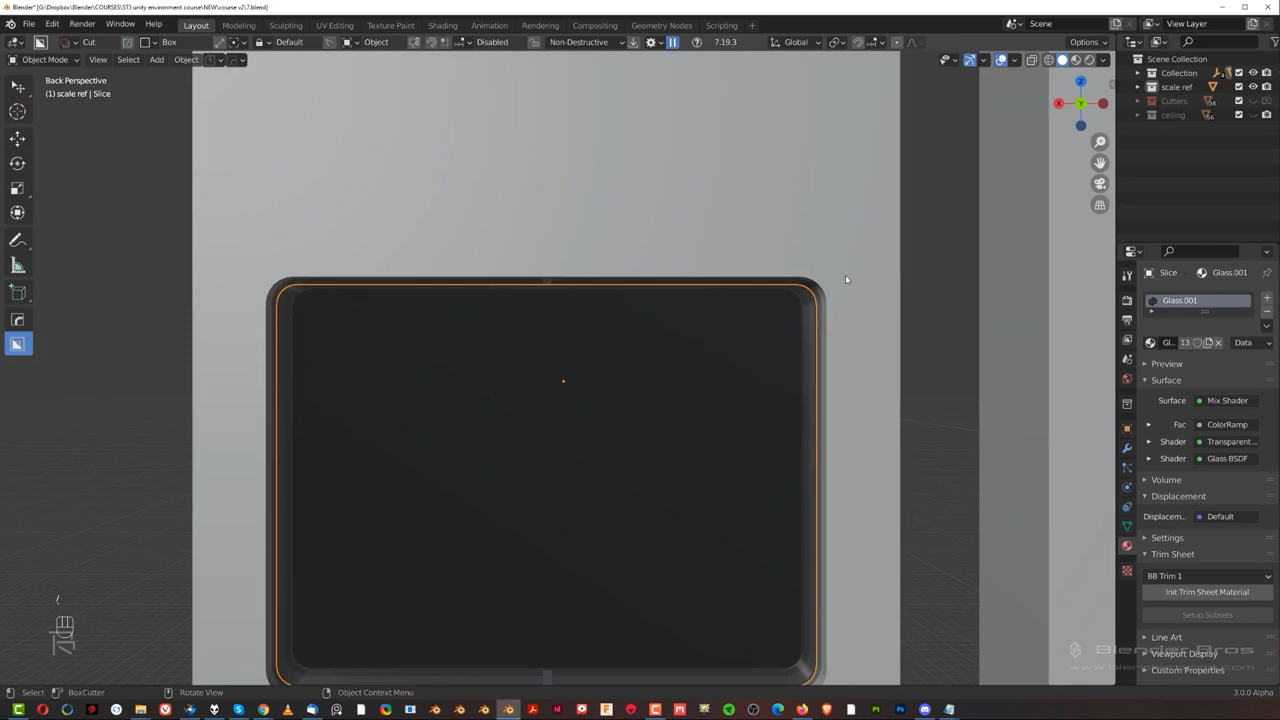 Blender* [G:\Dropbox\Blender\COURSES\ST3 unity environment course\NEW\course v2\7.blend]
File Edit Render Window Help Layout Modeling Sculpting UV Editing Texture Paint Shading Animation Rendering Compositing Geometry Nodes Scripting Scene View Layer
Cut Box Default Object Disabled Non-Destructive 7.19.3 Global Options
Object Mode View Select Add Object
Back Perspective
(1) scale ref | Slice
Z
X
Y
Scene Collection
Collection
scale ref
Cutters
ceiling
Slice Glass.001
Glass.001
Gl.. 13 Data
Preview
Surface
Surface Mix Shader
Fac ColorRamp
Shader Transparent...
Shader Glass BSDF
Volume
Displacement
Displacem... Default
Settings
Trim Sheet
BB Trim 1
Init Trim Sheet Material
Setup Subsets
Line Art
Viewport Display
Custom Properties
Blender Bros
Select BoxCutter Rotate View Object Context Menu
3.0.0 Alpha